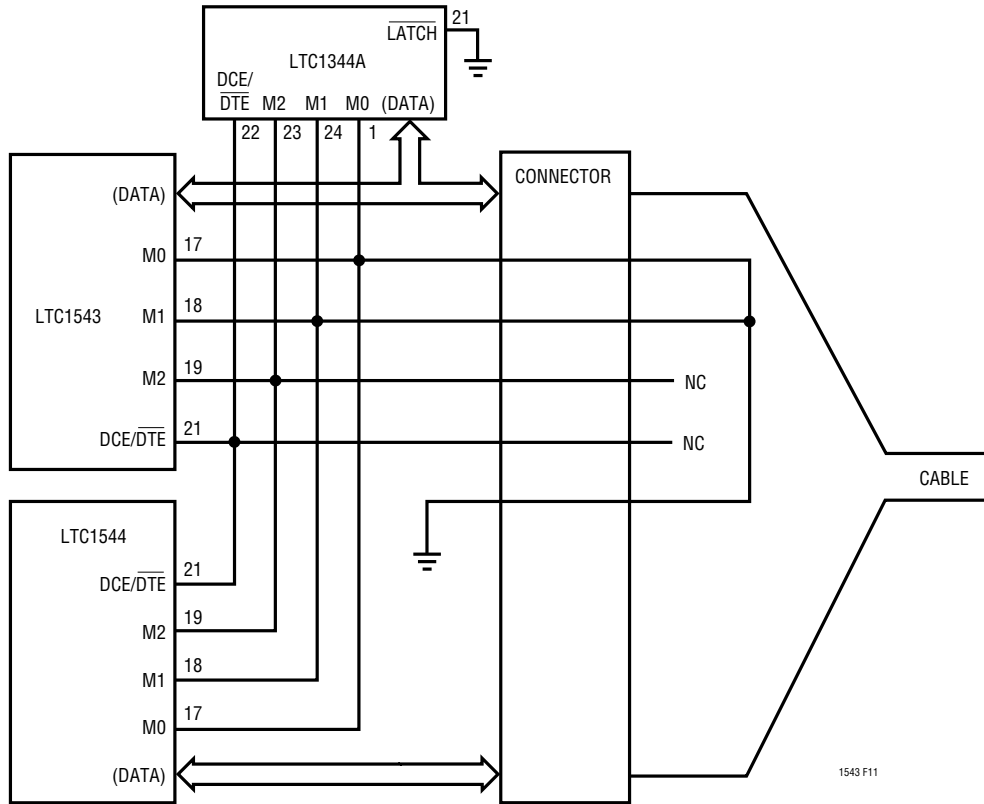 21
LATCH
LTC1344A
DCE/
DTE M2 M1 M0 (DATA)
22 23 24 1
CONNECTOR
(DATA)
17
M0
18
LTC1543 M1
19
M2 NC
21
DCE/DTE NC
CABLE
LTC1544
21
DCE/DTE
19
M2
18
M1
17
M0
(DATA)
1543 F11